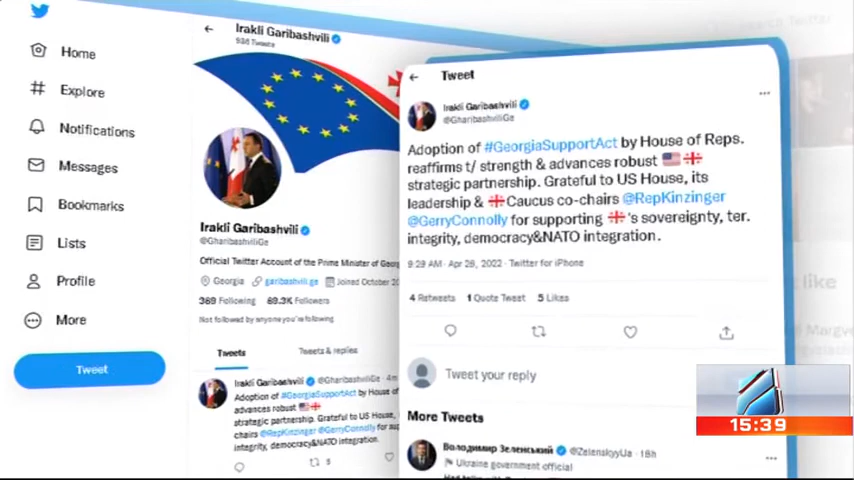 Home
Explore
Notifications
Messages
Bookmarks
Lists
Profile
More
Tweet
Irakli Garibashvili
936 Tweets
Irakli Garibashvili
@GharibashviliGe
Official Twitter Account of the Prime Minister of Georg
Georgia garibashvili.ge Joined October 20
369 Following 69.3K Followers
Not followed by anyone you're following
Tweets Tweets & replies
Irakli Garibashvili @GharibashviliGe · 4m
Adoption of #GeorgiaSupportAct by House of
advances robust 🇺🇸🇬🇪
strategic partnership. Grateful to US House,
chairs @RepKinzinger @GerryConnolly for sup
integrity, democracy&NATO integration.
Tweet
Irakli Garibashvili
@GharibashviliGe
Adoption of #GeorgiaSupportAct by House of Reps.
reaffirms t/ strength & advances robust 🇺🇸🇬🇪
strategic partnership. Grateful to US House, its
leadership & 🇬🇪Caucus co-chairs @RepKinzinger
@GerryConnolly for supporting 🇬🇪's sovereignty, ter.
integrity, democracy&NATO integration.
9:29 AM · Apr 28, 2022 · Twitter for iPhone
4 Retweets 1 Quote Tweet 5 Likes
Tweet your reply
More Tweets
Володимир Зеленський @ZelenskyyUa · 18h
Ukraine government official
15:39